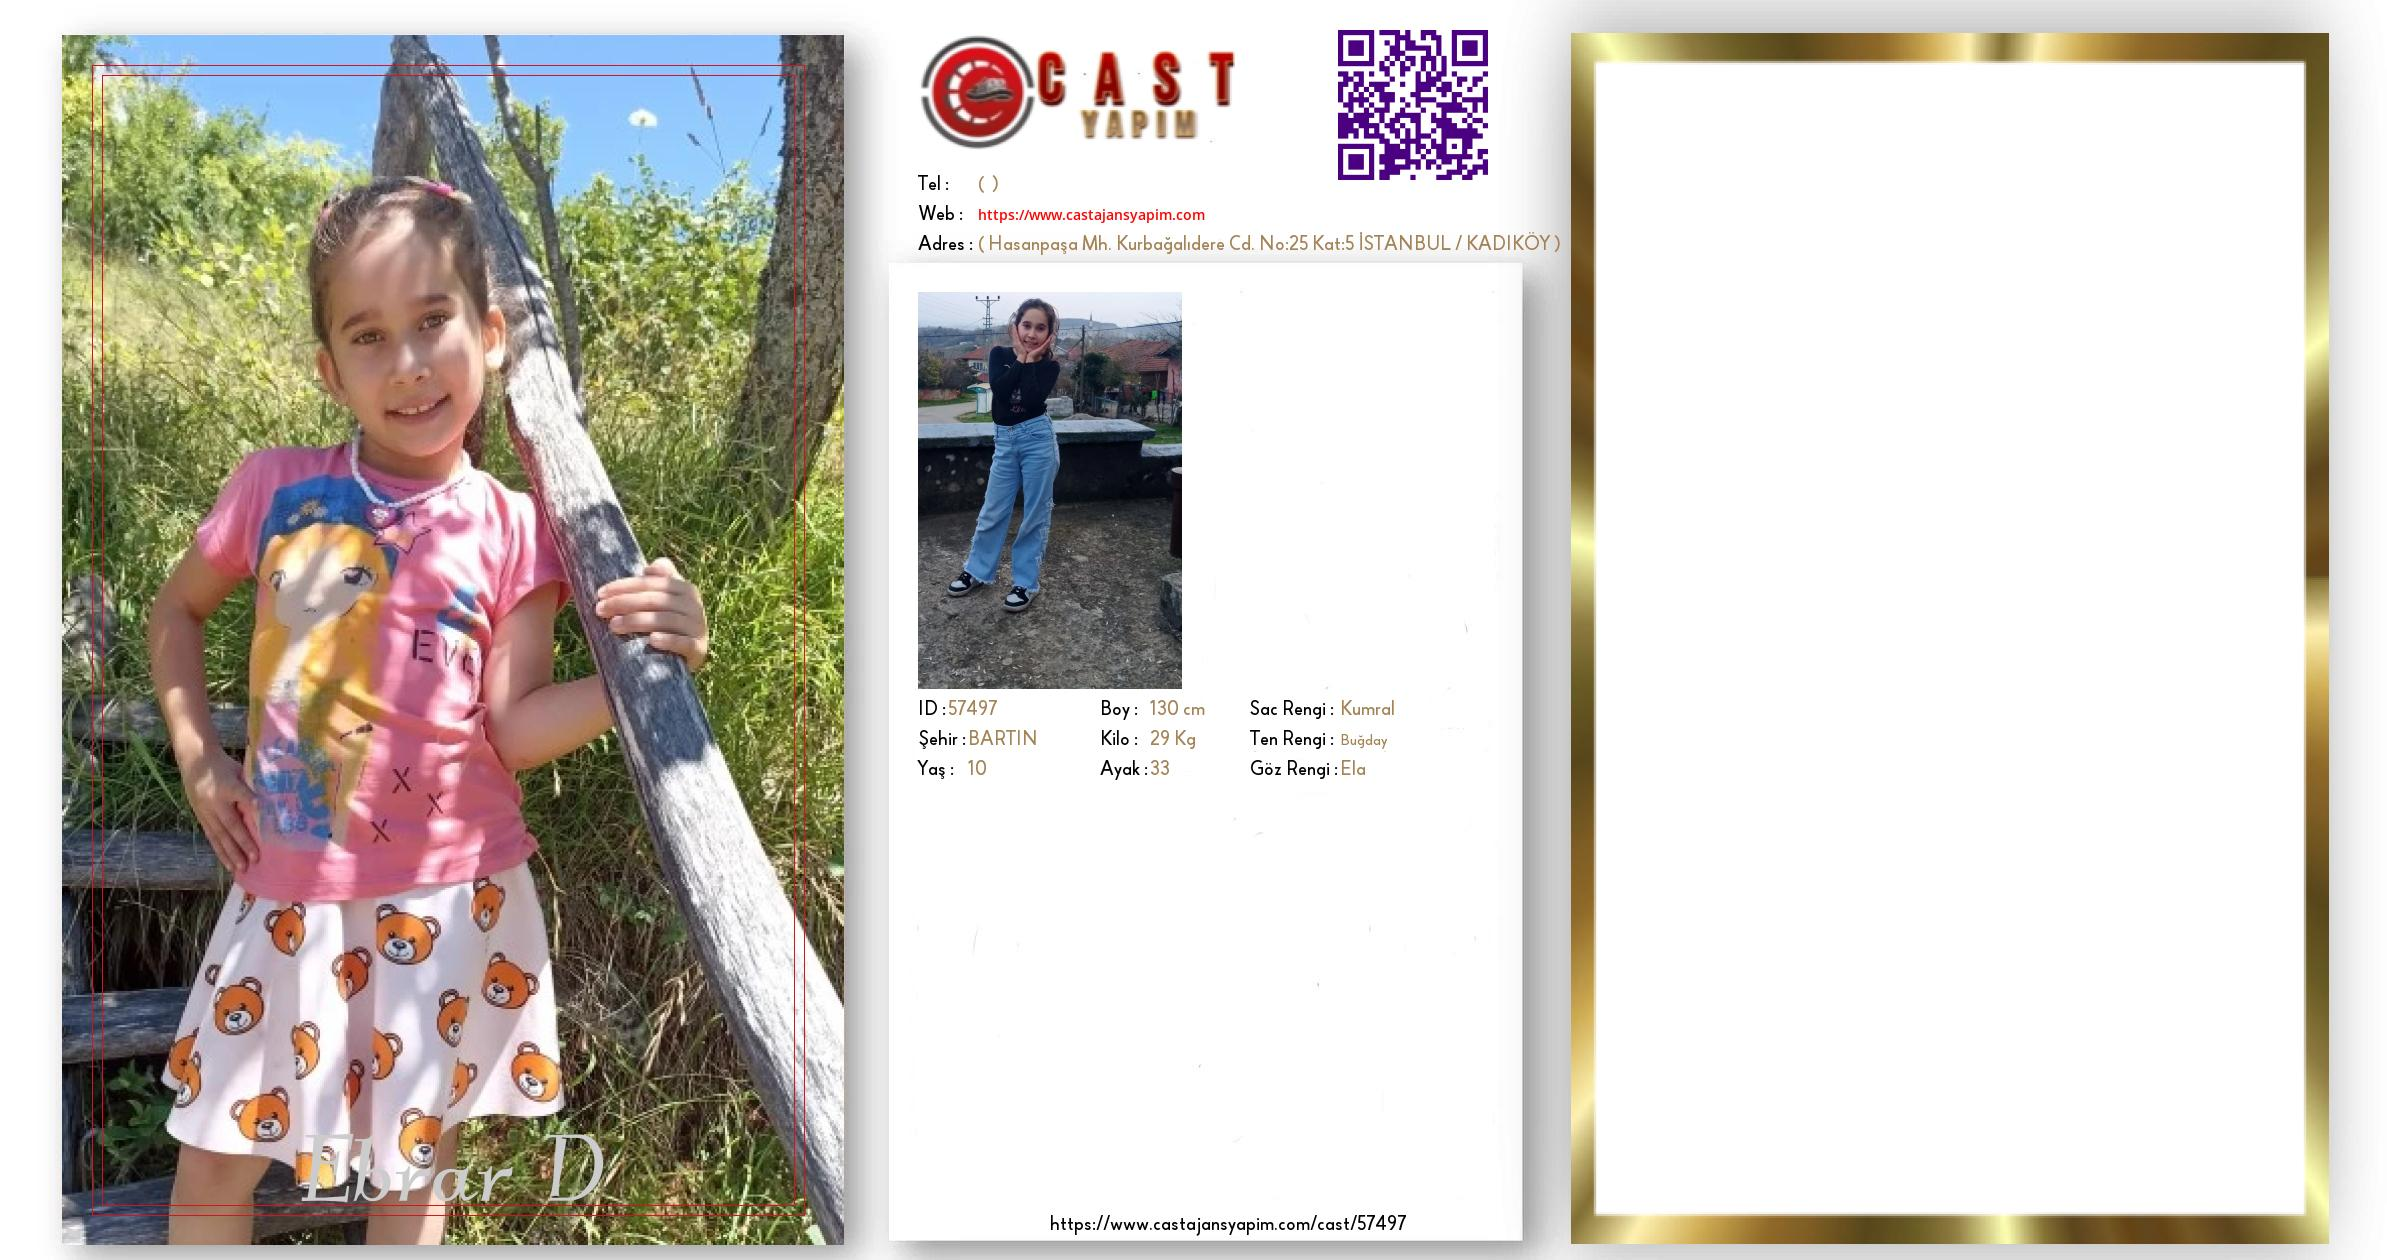 CAST
YAPIM
Tel : ( )
Web : https://www.castajansyapim.com
Adres : ( Hasanpaşa Mh. Kurbağalıdere Cd. No:25 Kat:5 İSTANBUL / KADIKÖY )
ID : 57497 Boy : 130 cm Sac Rengi : Kumral
Şehir : BARTIN Kilo : 29 Kg Ten Rengi : Buğday
Yaş : 10 Ayak : 33 Göz Rengi : Ela
https://www.castajansyapim.com/cast/57497
Ebrar D
X
X
X